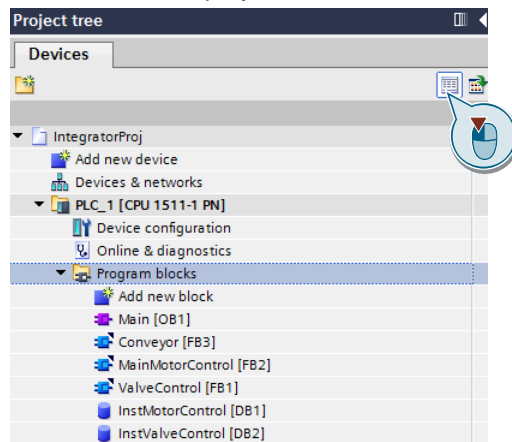 Project tree
Devices
IntegratorProj
Add new device
Devices & networks
PLC_1 [CPU 1511-1 PN]
Device configuration
Online & diagnostics
Program blocks
Add new block
Main [OB1]
Conveyor [FB3]
MainMotorControl [FB2]
ValveControl [FB1]
InstMotorControl [DB1]
InstValveControl [DB2]